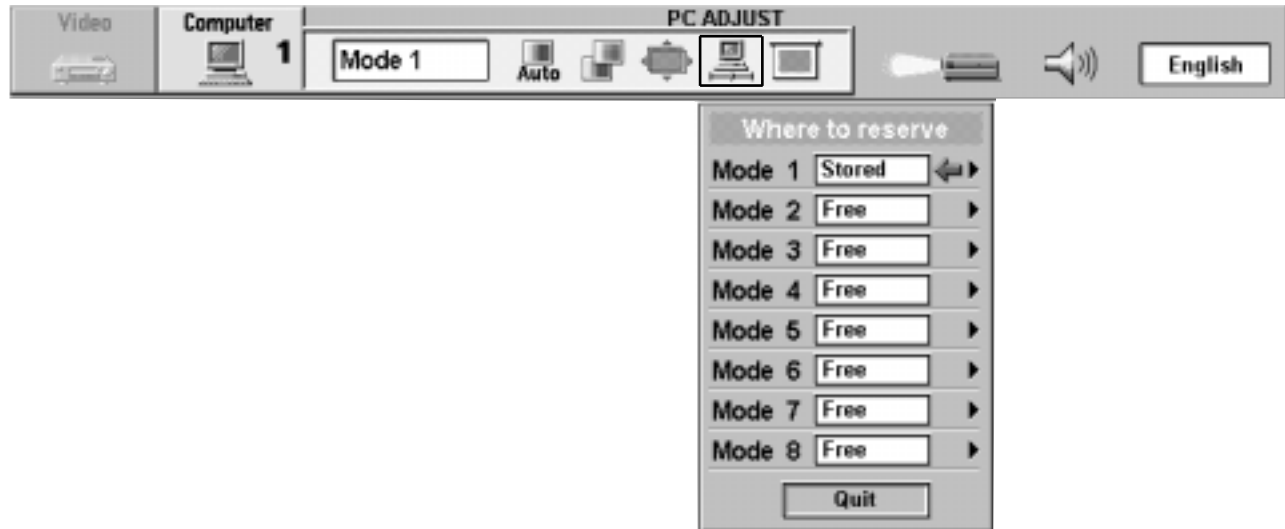 Video
Computer
PC ADJUST
1
Mode 1
Auto
English
Where to reserve
Mode 1 Stored
Mode 2 Free
Mode 3 Free
Mode 4 Free
Mode 5 Free
Mode 6 Free
Mode 7 Free
Mode 8 Free
Quit